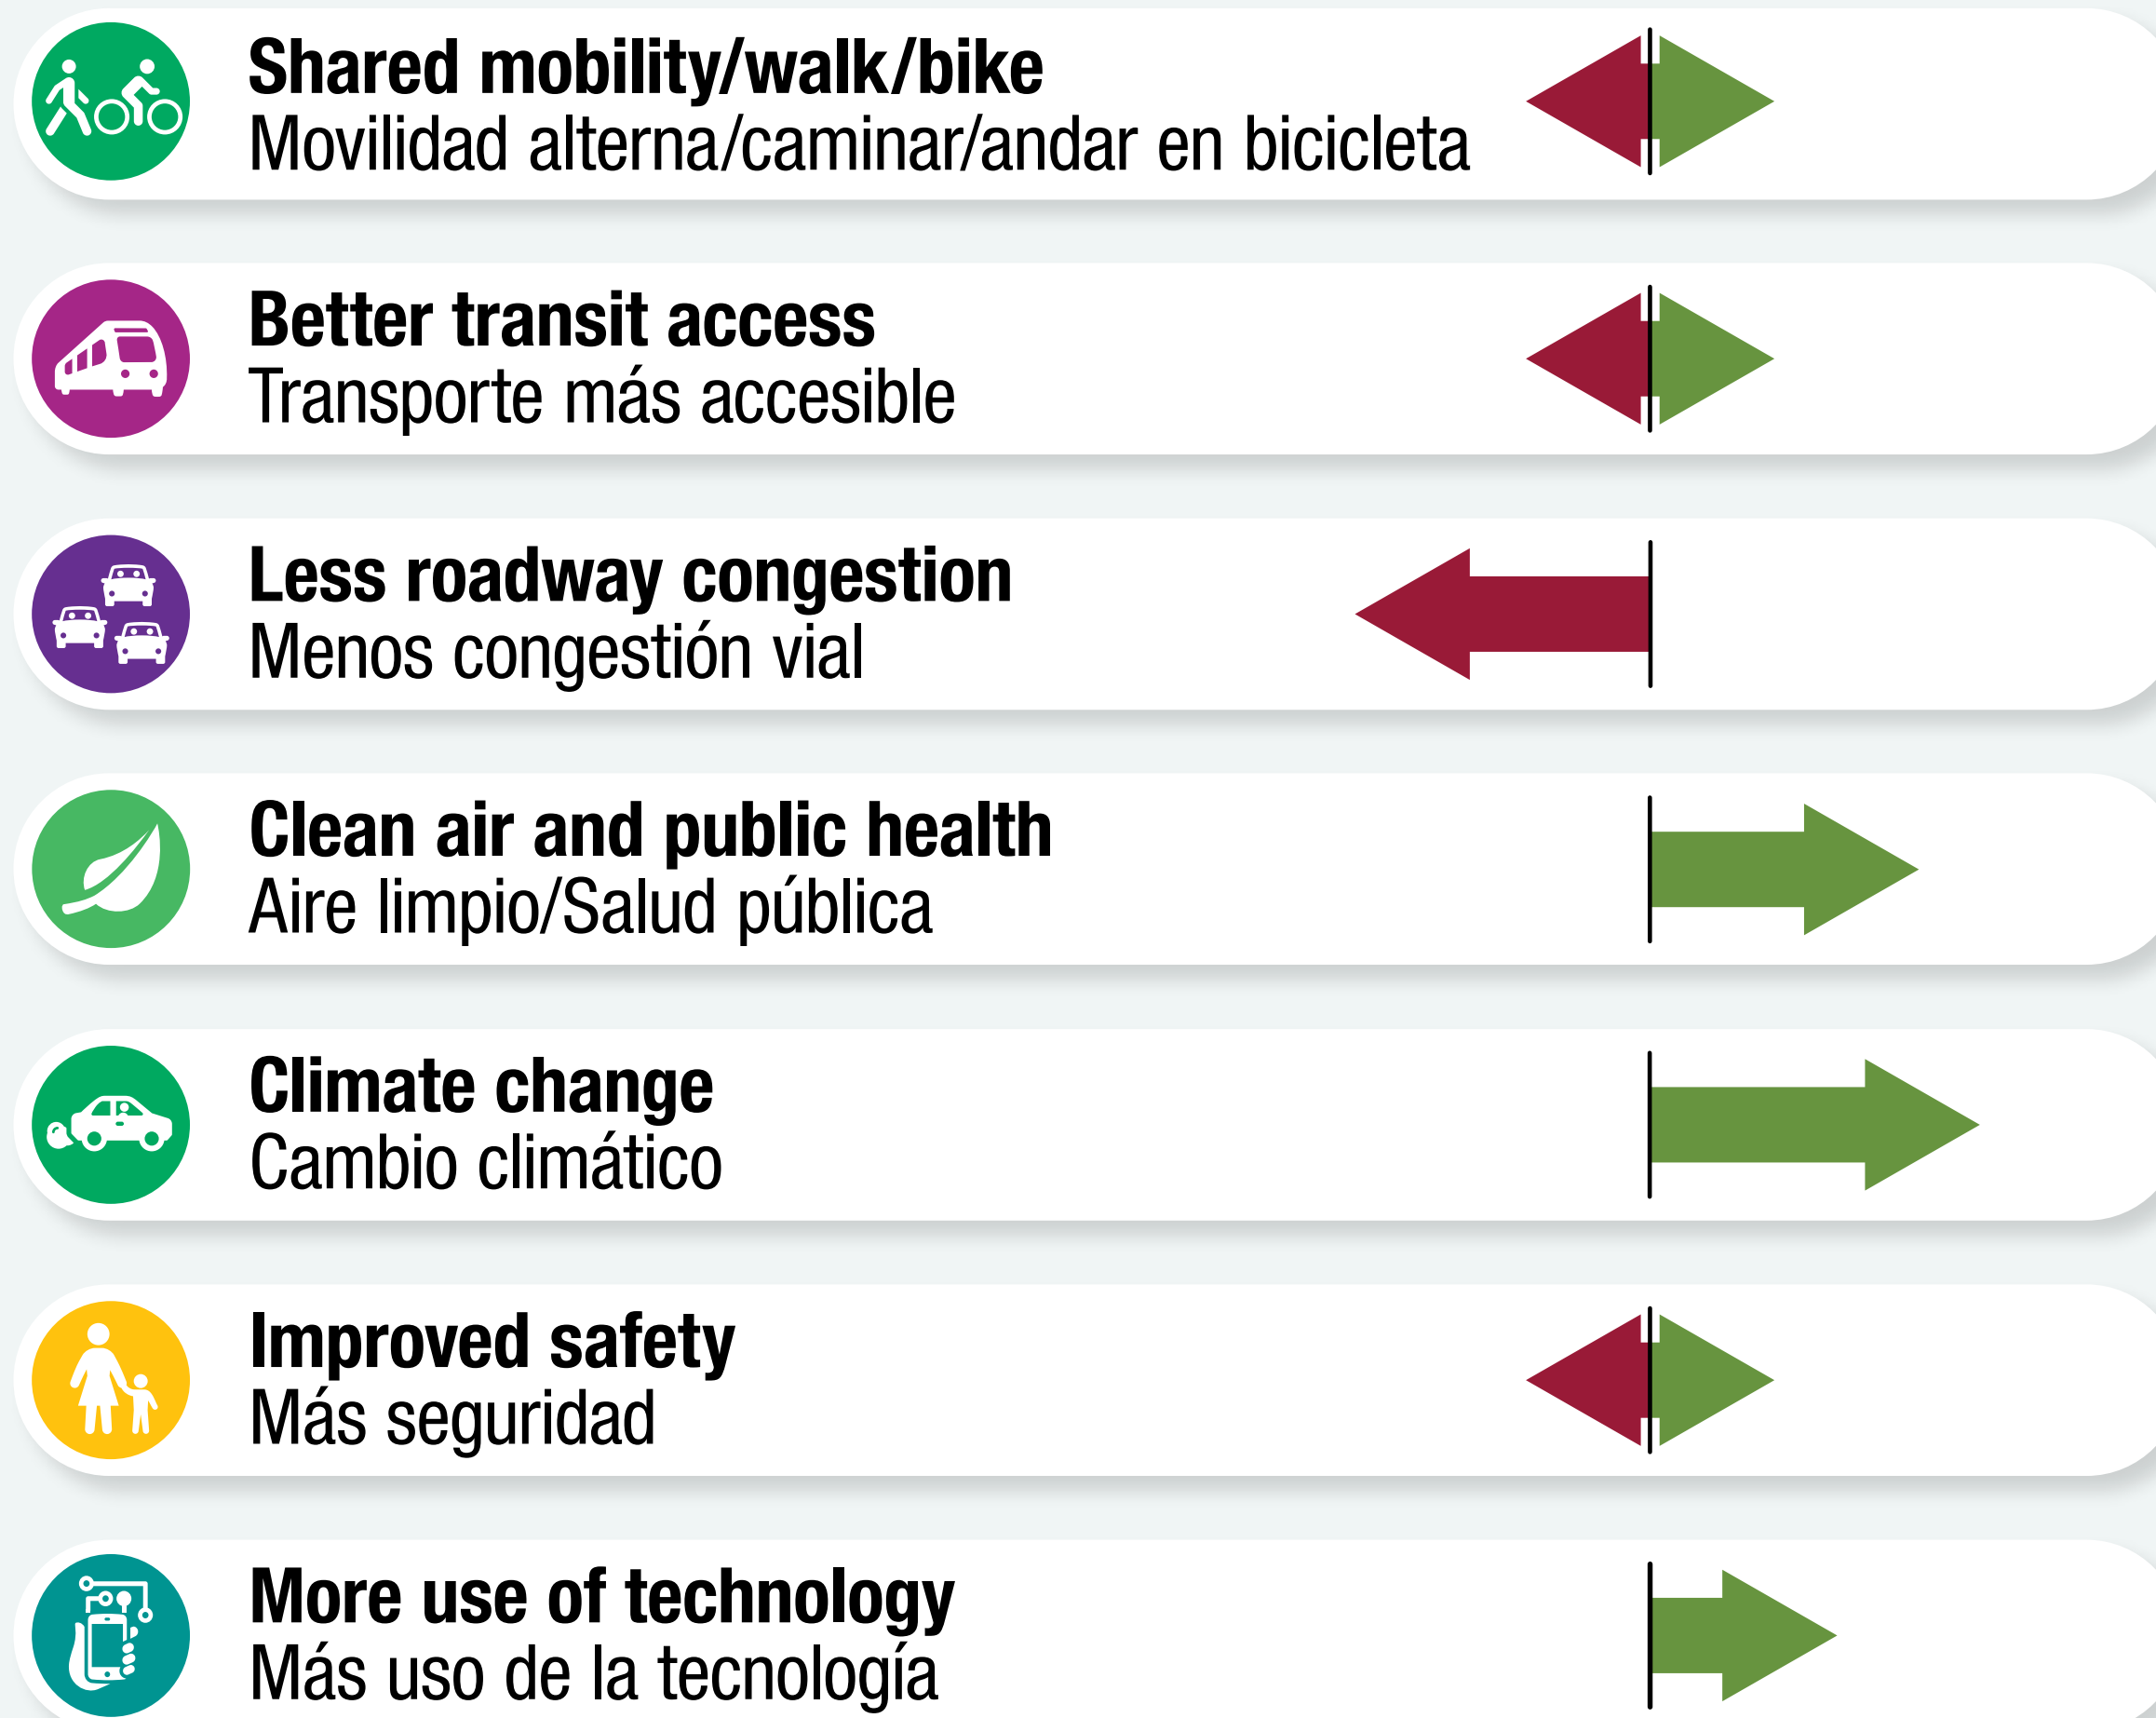 Shared mobility/walk/bike
Movilidad alterna/caminar/andar en bicicleta
Better transit access
Transporte más accesible
Less roadway congestion
Menos congestión vial
Clean air and public health
Aire limpio/Salud pública
Climate change
Cambio climático
Improved safety
Más seguridad
More use of technology
Más uso de la tecnología